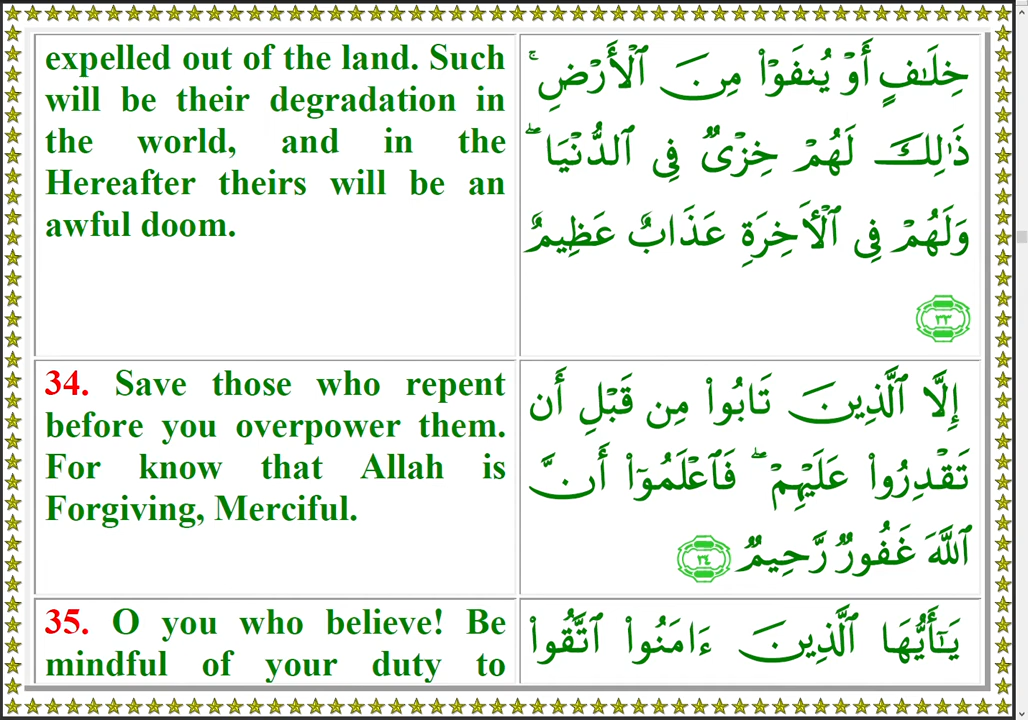 expelled out of the land. Such
will be their degradation in
the world, and in the
Hereafter theirs will be an
awful doom.
خِلَـٰفٍ أَوْ يُنفَوْا۟ مِنَ ٱلْأَرْضِ ۚ
ذَٰلِكَ لَهُمْ خِزْىٌ فِى ٱلدُّنْيَا ۖ
وَلَهُمْ فِى ٱلْـَٔاخِرَةِ عَذَابٌ عَظِيمٌ
٣٣
34. Save those who repent
before you overpower them.
For know that Allah is
Forgiving, Merciful.
إِلَّا ٱلَّذِينَ تَابُوا۟ مِن قَبْلِ أَن
تَقْدِرُوا۟ عَلَيْهِمْ ۖ فَٱعْلَمُوٓا۟ أَنَّ
ٱللَّهَ غَفُورٌ رَّحِيمٌ ٣٤
35. O you who believe! Be
mindful of your duty to
يَـٰٓأَيُّهَا ٱلَّذِينَ ءَامَنُوا۟ ٱتَّقُوا۟